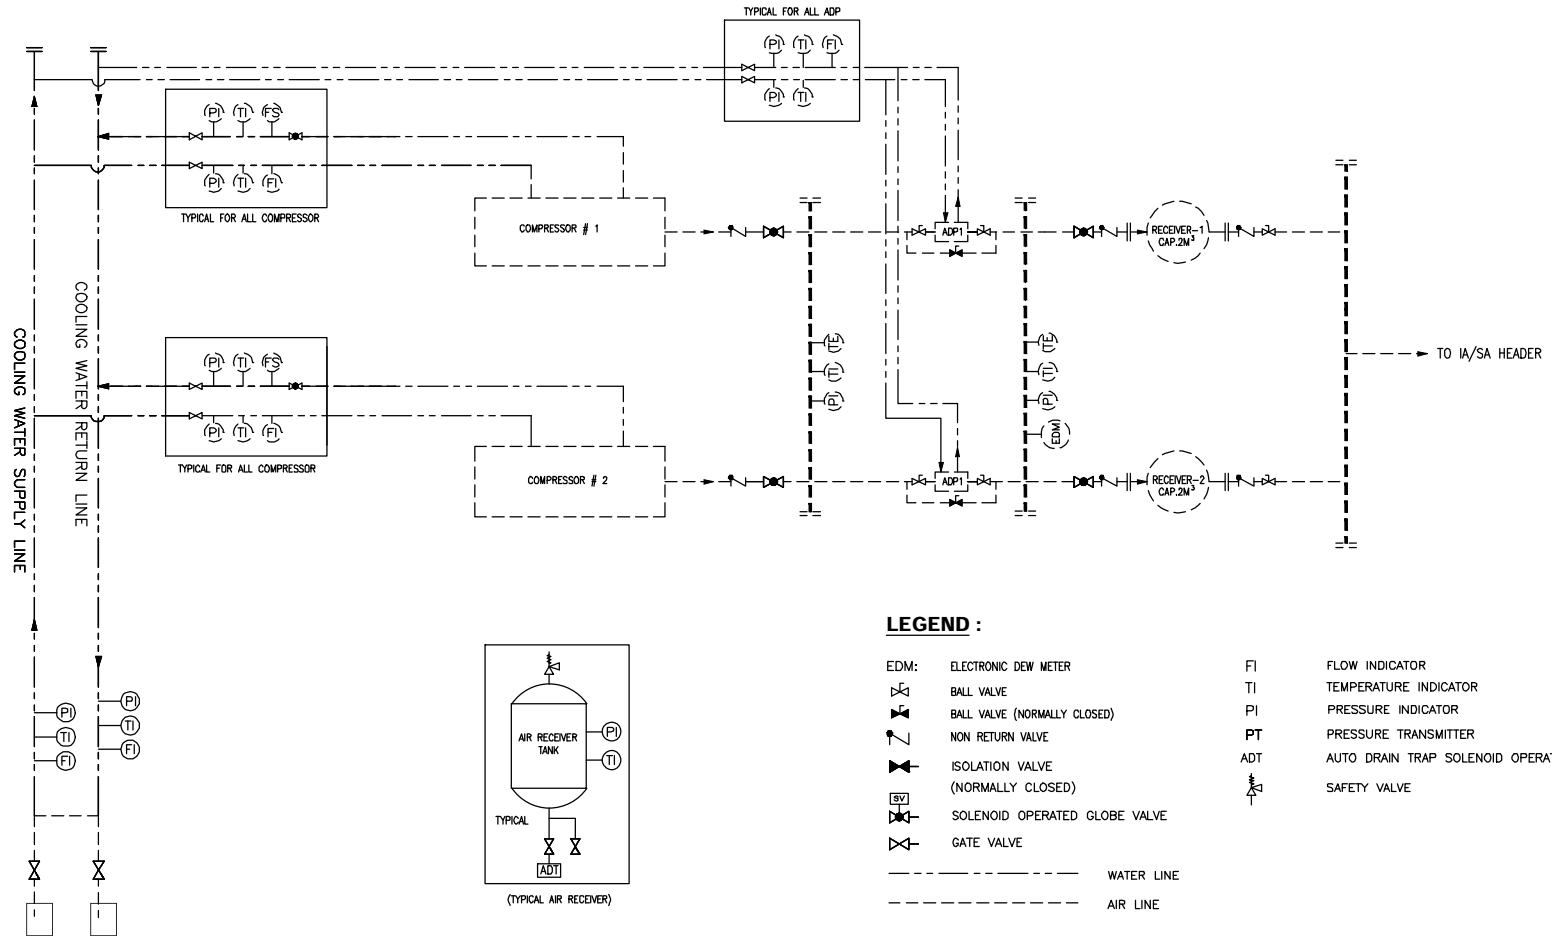 TYPICAL FOR ALL ADP
PI TI FI
PI TI
PI TI FS
PI TI FI
TYPICAL FOR ALL COMPRESSOR
COMPRESSOR # 1
ADP1
RECEIVER-1
CAP.2M³
COOLING WATER SUPPLY LINE
COOLING WATER RETURN LINE
PI TI FS
PI TI FI
TYPICAL FOR ALL COMPRESSOR
COMPRESSOR # 2
TE
TI
PI
TE
TI
PI
EDM
ADP1
RECEIVER-2
CAP.2M³
TO IA/SA HEADER
PI
TI
FI
PI
TI
FI
AIR RECEIVER
TANK
PI
TI
TYPICAL
ADT
(TYPICAL AIR RECEIVER)
LEGEND :
EDM: ELECTRONIC DEW METER
BALL VALVE
BALL VALVE (NORMALLY CLOSED)
NON RETURN VALVE
ISOLATION VALVE
(NORMALLY CLOSED)
SV
SOLENOID OPERATED GLOBE VALVE
GATE VALVE
WATER LINE
AIR LINE
FI FLOW INDICATOR
TI TEMPERATURE INDICATOR
PI PRESSURE INDICATOR
PT PRESSURE TRANSMITTER
ADT AUTO DRAIN TRAP SOLENOID OPERA
SAFETY VALVE